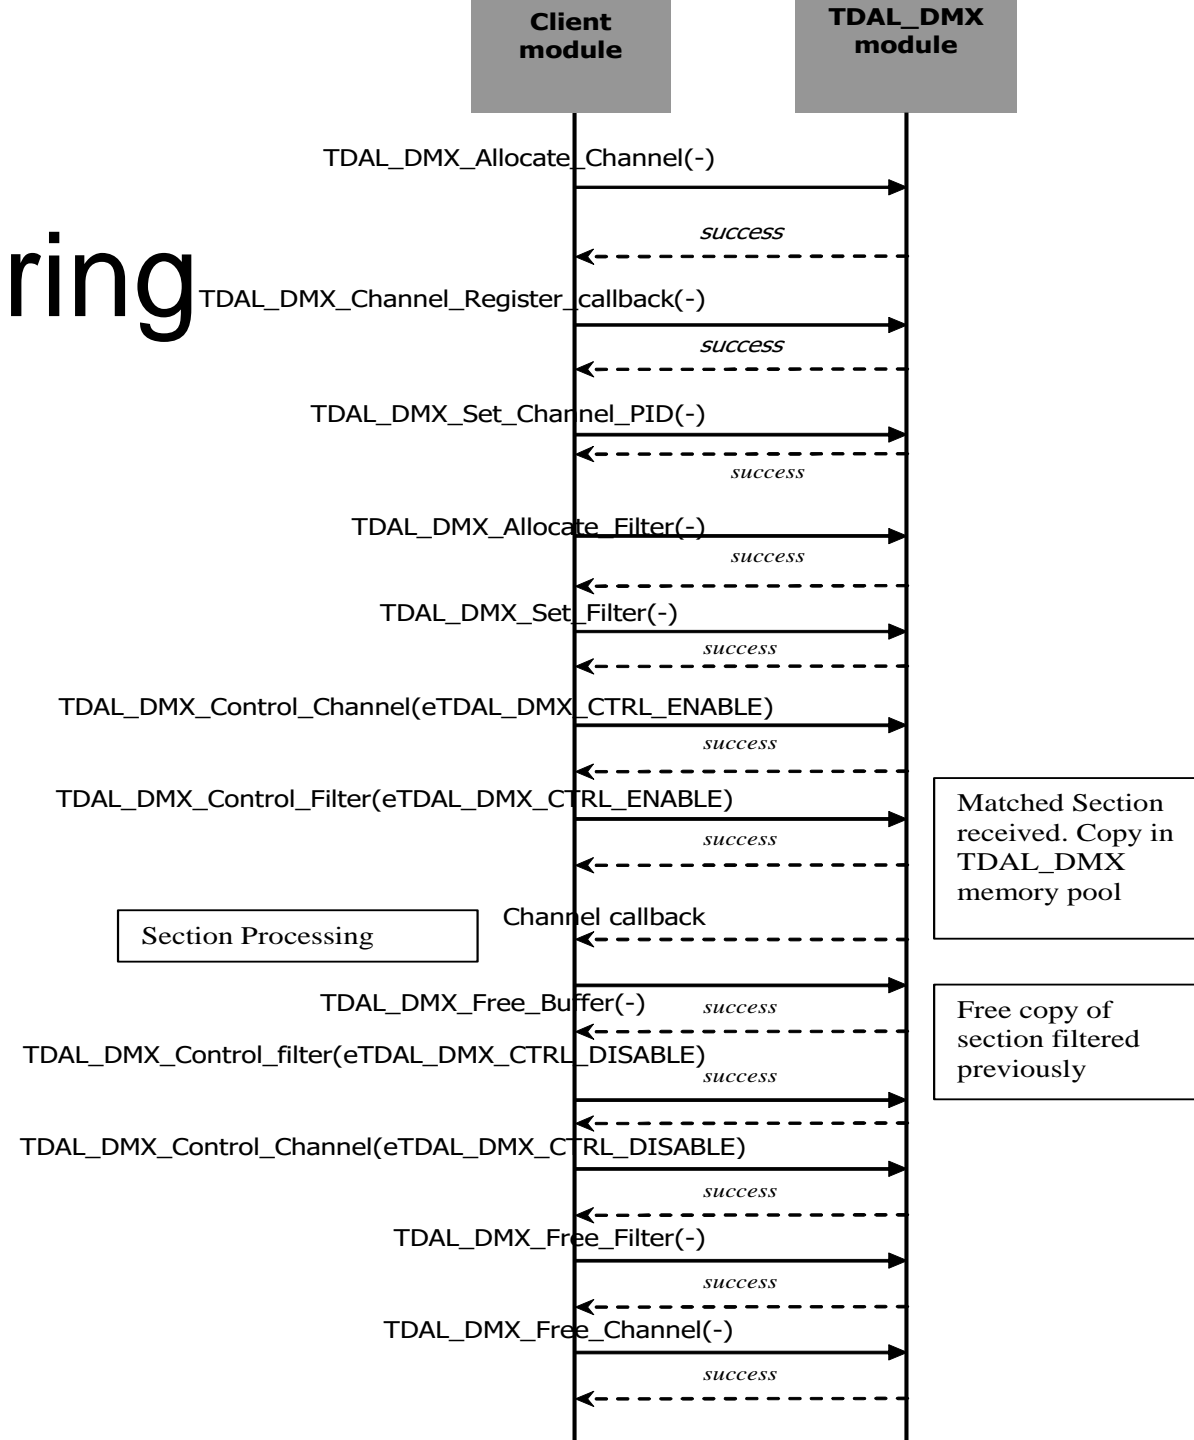 Client
module
TDAL_DMX
module
TDAL_DMX_Allocate_Channel(-)
success
ring
TDAL_DMX_Channel_Register_callback(-)
success
TDAL_DMX_Set_Channel_PID(-)
success
TDAL_DMX_Allocate_Filter(-)
success
TDAL_DMX_Set_Filter(-)
success
TDAL_DMX_Control_Channel(eTDAL_DMX_CTRL_ENABLE)
success
TDAL_DMX_Control_Filter(eTDAL_DMX_CTRL_ENABLE)
success
Matched Section
received. Copy in
TDAL_DMX
memory pool
Channel callback
Section Processing
TDAL_DMX_Free_Buffer(-)
success
Free copy of
section filtered
previously
TDAL_DMX_Control_filter(eTDAL_DMX_CTRL_DISABLE)
success
TDAL_DMX_Control_Channel(eTDAL_DMX_CTRL_DISABLE)
success
TDAL_DMX_Free_Filter(-)
success
TDAL_DMX_Free_Channel(-)
success